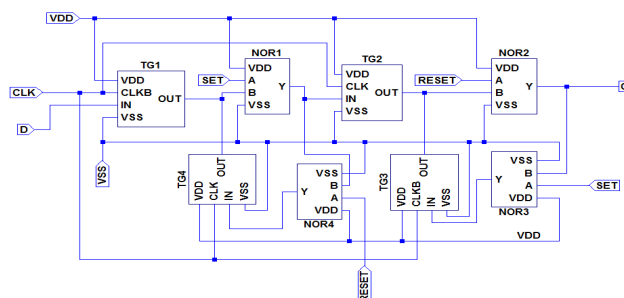 VDD
TG1
NOR1
TG2
NOR2
VDD
CLKB
IN
VSS
OUT
SET
VDD
A
B
VSS
Y
VDD
CLK
IN
VSS
OUT
RESET
VDD
A
B
VSS
Y
CLK
D
VSS
TG4
OUT
VDD
CLK
IN
VSS
Y
VSS
B
A
VDD
NOR4
TG3
OUT
VDD
CLKB
IN
VSS
Y
VSS
B
A
VDD
NOR3
SET
VDD
RESET